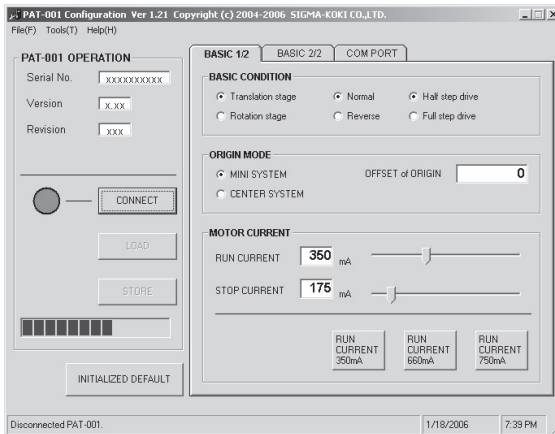 PAT-001 Configuration Ver 1.21 Copyright (c) 2004-2006 SIGMA-KOKI CO.,LTD.
File(F) Tools(T) Help(H)
PAT-001 OPERATION
Serial No. xxxxxxxxxx
Version x.xx
Revision xxx
CONNECT
LOAD
STORE
INITIALIZED DEFAULT
BASIC 1/2 BASIC 2/2 COM PORT
BASIC CONDITION
Translation stage Normal Half step drive
Rotation stage Reverse Full step drive
ORIGIN MODE
MINI SYSTEM OFFSET of ORIGIN 0
CENTER SYSTEM
MOTOR CURRENT
RUN CURRENT 350 mA
STOP CURRENT 175 mA
RUN CURRENT 350mA
RUN CURRENT 660mA
RUN CURRENT 750mA
Disconnected PAT-001. 1/18/2006 7:39 PM